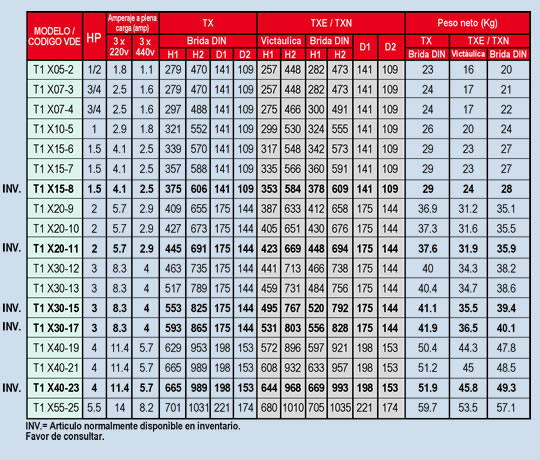 MODELO / CODIGO VDE HP Amperaje a plena carga (amp) TX TXE / TXN Peso neto (Kg)
3 x 220v 3 x 440v Brida DIN Victáulica Brida DIN D1 D2 TX TXE / TXN
H1 H2 D1 D2 H1 H2 H1 H2 Brida DIN Victáulica Brida DIN
T1 X05-2 1/2 1.8 1.1 279 470 141 109 257 448 282 473 141 109 23 16 20
T1 X07-3 3/4 2.5 1.6 279 470 141 109 257 448 282 473 141 109 24 17 21
T1 X07-4 3/4 2.5 1.6 297 488 141 109 275 466 300 491 141 109 24 17 22
T1 X10-5 1 2.9 1.8 321 552 141 109 299 530 324 555 141 109 26 20 24
T1 X15-6 1.5 4.1 2.5 339 570 141 109 317 548 342 573 141 109 29 23 27
T1 X15-7 1.5 4.1 2.5 357 588 141 109 335 566 360 591 141 109 29 23 27
INV. T1 X15-8 1.5 4.1 2.5 375 606 141 109 353 584 378 609 141 109 29 24 28
T1 X20-9 2 5.7 2.9 409 655 175 144 387 633 412 658 175 144 36.9 31.2 35.1
T1 X20-10 2 5.7 2.9 427 673 175 144 405 651 430 676 175 144 37.3 31.6 35.5
INV. T1 X20-11 2 5.7 2.9 445 691 175 144 423 669 448 694 175 144 37.6 31.9 35.9
T1 X30-12 3 8.3 4 463 735 175 144 441 713 466 738 175 144 40 34.3 38.2
T1 X30-13 3 8.3 4 517 789 175 144 459 731 484 756 175 144 40.4 34.7 38.6
INV. T1 X30-15 3 8.3 4 553 825 175 144 495 767 520 792 175 144 41.1 35.5 39.4
INV. T1 X30-17 3 8.3 4 593 865 175 144 531 803 556 828 175 144 41.9 36.5 40.1
T1 X40-19 4 11.4 5.7 629 953 198 153 572 896 597 921 198 153 50.4 44.3 47.8
T1 X40-21 4 11.4 5.7 665 989 198 153 608 932 633 957 198 153 51.2 45 48.5
INV. T1 X40-23 4 11.4 5.7 665 989 198 153 644 968 669 993 198 153 51.9 45.8 49.3
T1 X55-25 5.5 14 8.2 701 1031 221 174 680 1010 705 1035 221 174 59.7 53.5 57.1
INV.= Articulo normalmente disponible en inventario.
Favor de consultar.